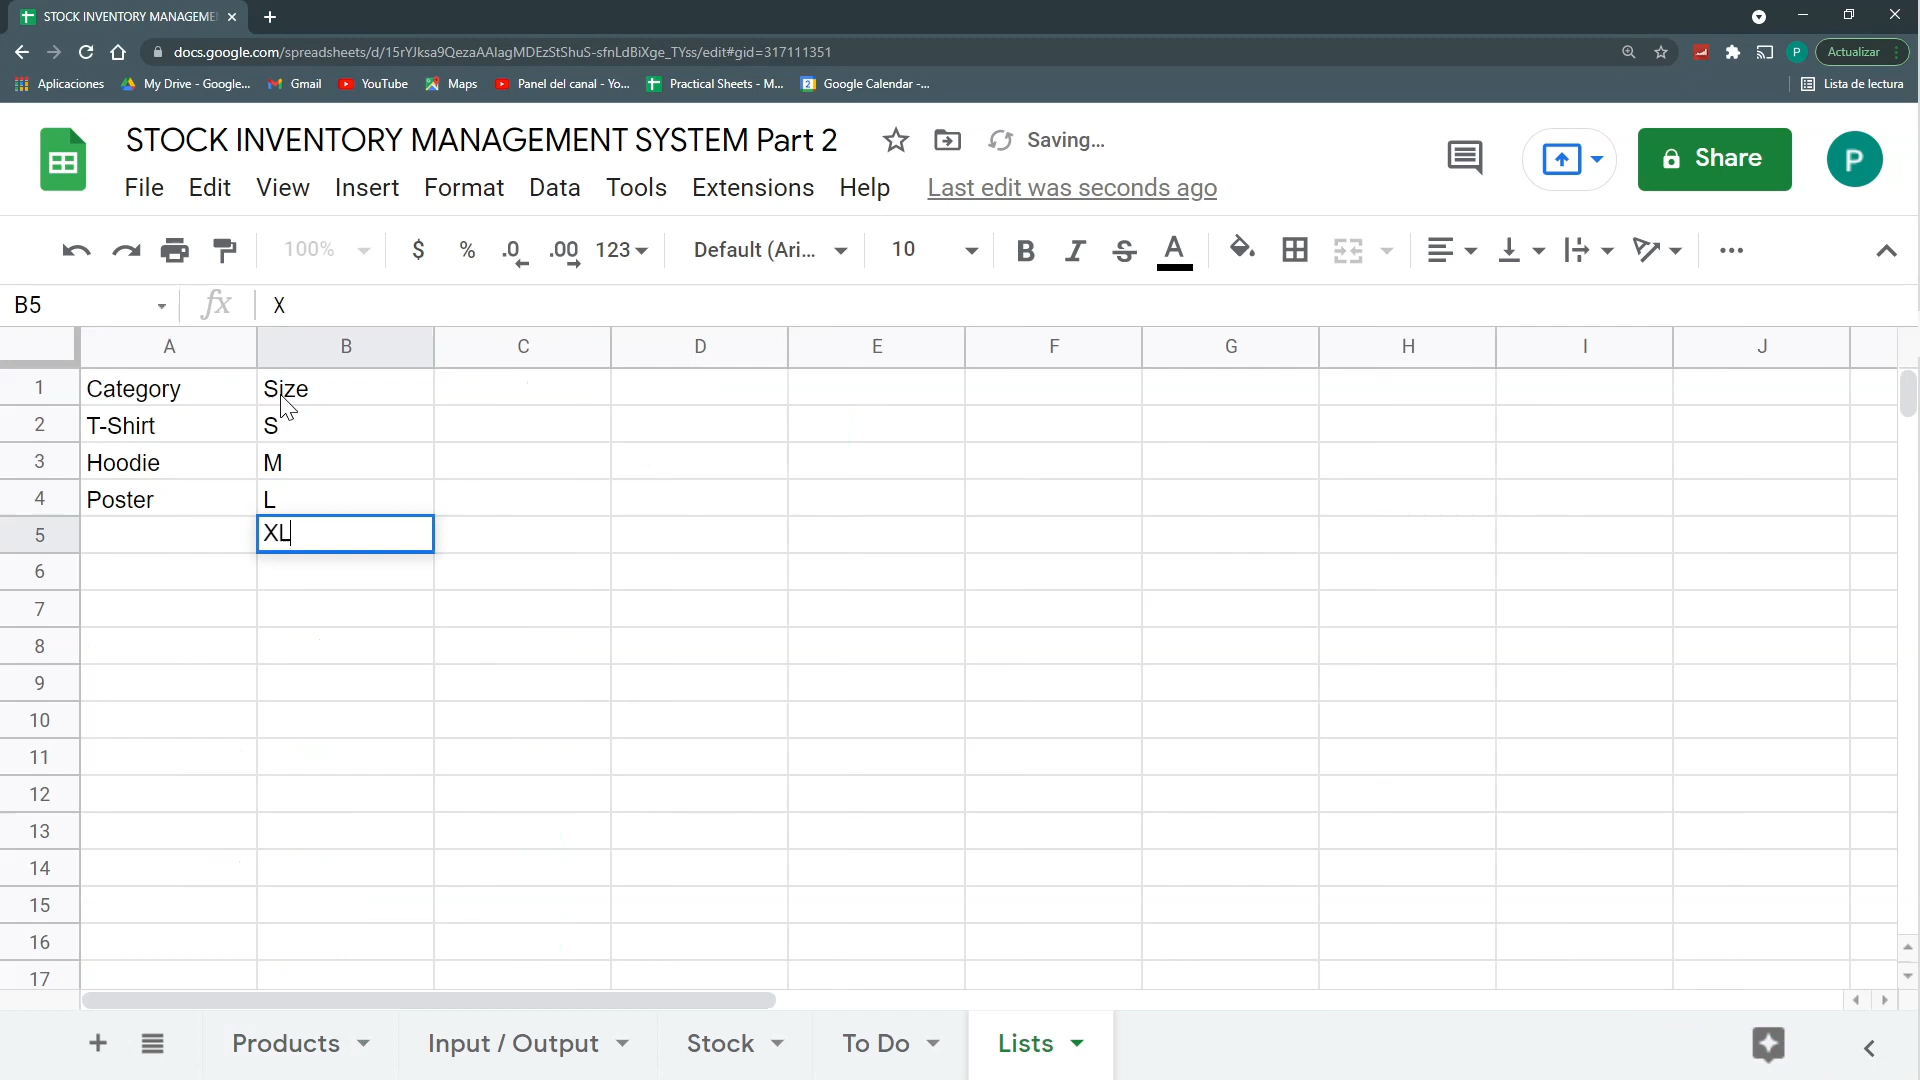 STOCK INVENTORY MANAGEME
docs.google.com/spreadsheets/d/15rYJksa9QezaAAlagMDEzStShuS-sfnLdBiXge_TYss/edit#gid=317111351
P
Actualizar
Aplicaciones
My Drive - Google...
Gmail
YouTube
Maps
Panel del canal - Yo...
Practical Sheets - M...
Google Calendar -...
Lista de lectura
STOCK INVENTORY MANAGEMENT SYSTEM Part 2
Saving...
Share
P
File Edit View Insert Format Data Tools Extensions Help Last edit was seconds ago
100% $ % .0 .00 123 Default (Ari... 10 B I S A
B5 fx X
A B C D E F G H I J
1 Category Size
2 T-Shirt S
3 Hoodie M
4 Poster L
5 XL
6
7
8
9
10
11
12
13
14
15
16
17
Products Input / Output Stock To Do Lists